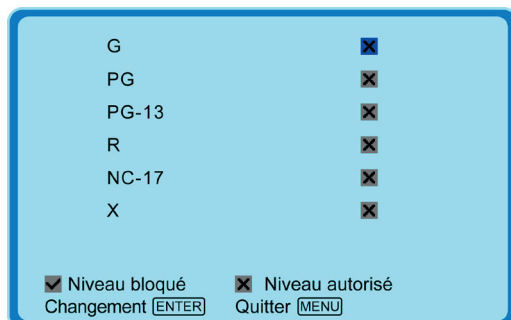 G
PG
PG-13
R
NC-17
X
Niveau bloqué Niveau autorisé
Changement ENTER Quitter MENU